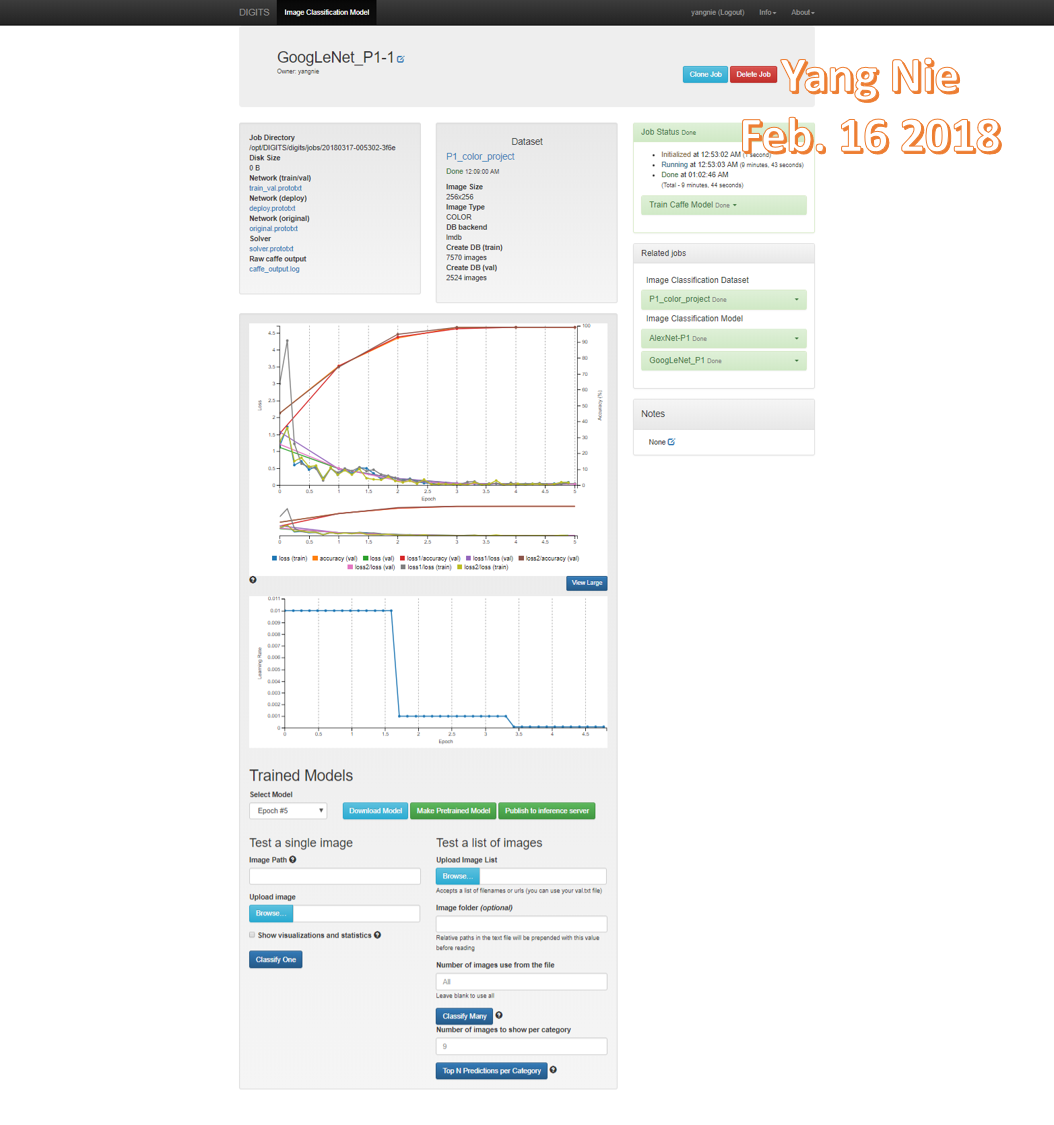 DIGITS Image Classification Model yangnie (Logout) Info About
GoogLeNet_P1-1
Owner: yangnie
Clone Job Delete Job
Yang Nie
Feb. 16 2018
Job Directory
/opt/DIGITS/digits/jobs/20180317-005302-3f6e
Disk Size
0 B
Network (train/val)
train_val.prototxt
Network (deploy)
deploy.prototxt
Network (original)
original.prototxt
Solver
solver.prototxt
Raw caffe output
caffe_output.log
Dataset
P1_color_project
Done 12:09:00 AM
Image Size
256x256
Image Type
COLOR
DB backend
lmdb
Create DB (train)
7570 images
Create DB (val)
2524 images
Job Status Done
Initialized at 12:53:02 AM (1 second)
Running at 12:53:03 AM (9 minutes, 43 seconds)
Done at 01:02:46 AM
(Total - 9 minutes, 44 seconds)
Train Caffe Model Done
Related jobs
Image Classification Dataset
P1_color_project Done
Image Classification Model
AlexNet-P1 Done
GoogLeNet_P1 Done
Notes
None
4.5
4
3.5
3
2.5
2
1.5
1
0.5
0
Loss
100
90
80
70
60
50
40
30
20
10
0
Accuracy (%)
0 0.5 1 1.5 2 2.5 3 3.5 4 4.5 5
Epoch
0 0.5 1 1.5 2 2.5 3 3.5 4 4.5 5
loss (train) accuracy (val) loss (val) loss1/accuracy (val) loss1/loss (val) loss2/accuracy (val)
loss2/loss (val) loss1/loss (train) loss2/loss (train)
View Large
0.011
0.01
0.009
0.008
0.007
0.006
0.005
0.004
0.003
0.002
0.001
0
Learning Rate
0 0.5 1 1.5 2 2.5 3 3.5 4 4.5
Epoch
Trained Models
Select Model
Epoch #5 Download Model Make Pretrained Model Publish to inference server
Test a single image
Image Path
Upload image
Browse...
Show visualizations and statistics
Classify One
Test a list of images
Upload Image List
Browse...
Accepts a list of filenames or urls (you can use your val.txt file)
Image folder (optional)
Relative paths in the text file will be prepended with this value
before reading
Number of images use from the file
All
Leave blank to use all
Classify Many
Number of images to show per category
9
Top N Predictions per Category